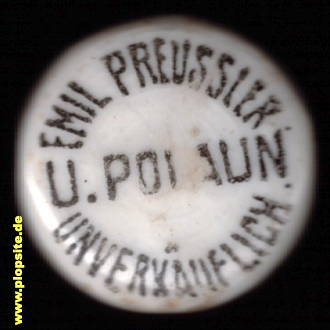 EMIL PREUSSLER
U. POLAUN.
UNVERKÄUFLICH
www.plopsite.de